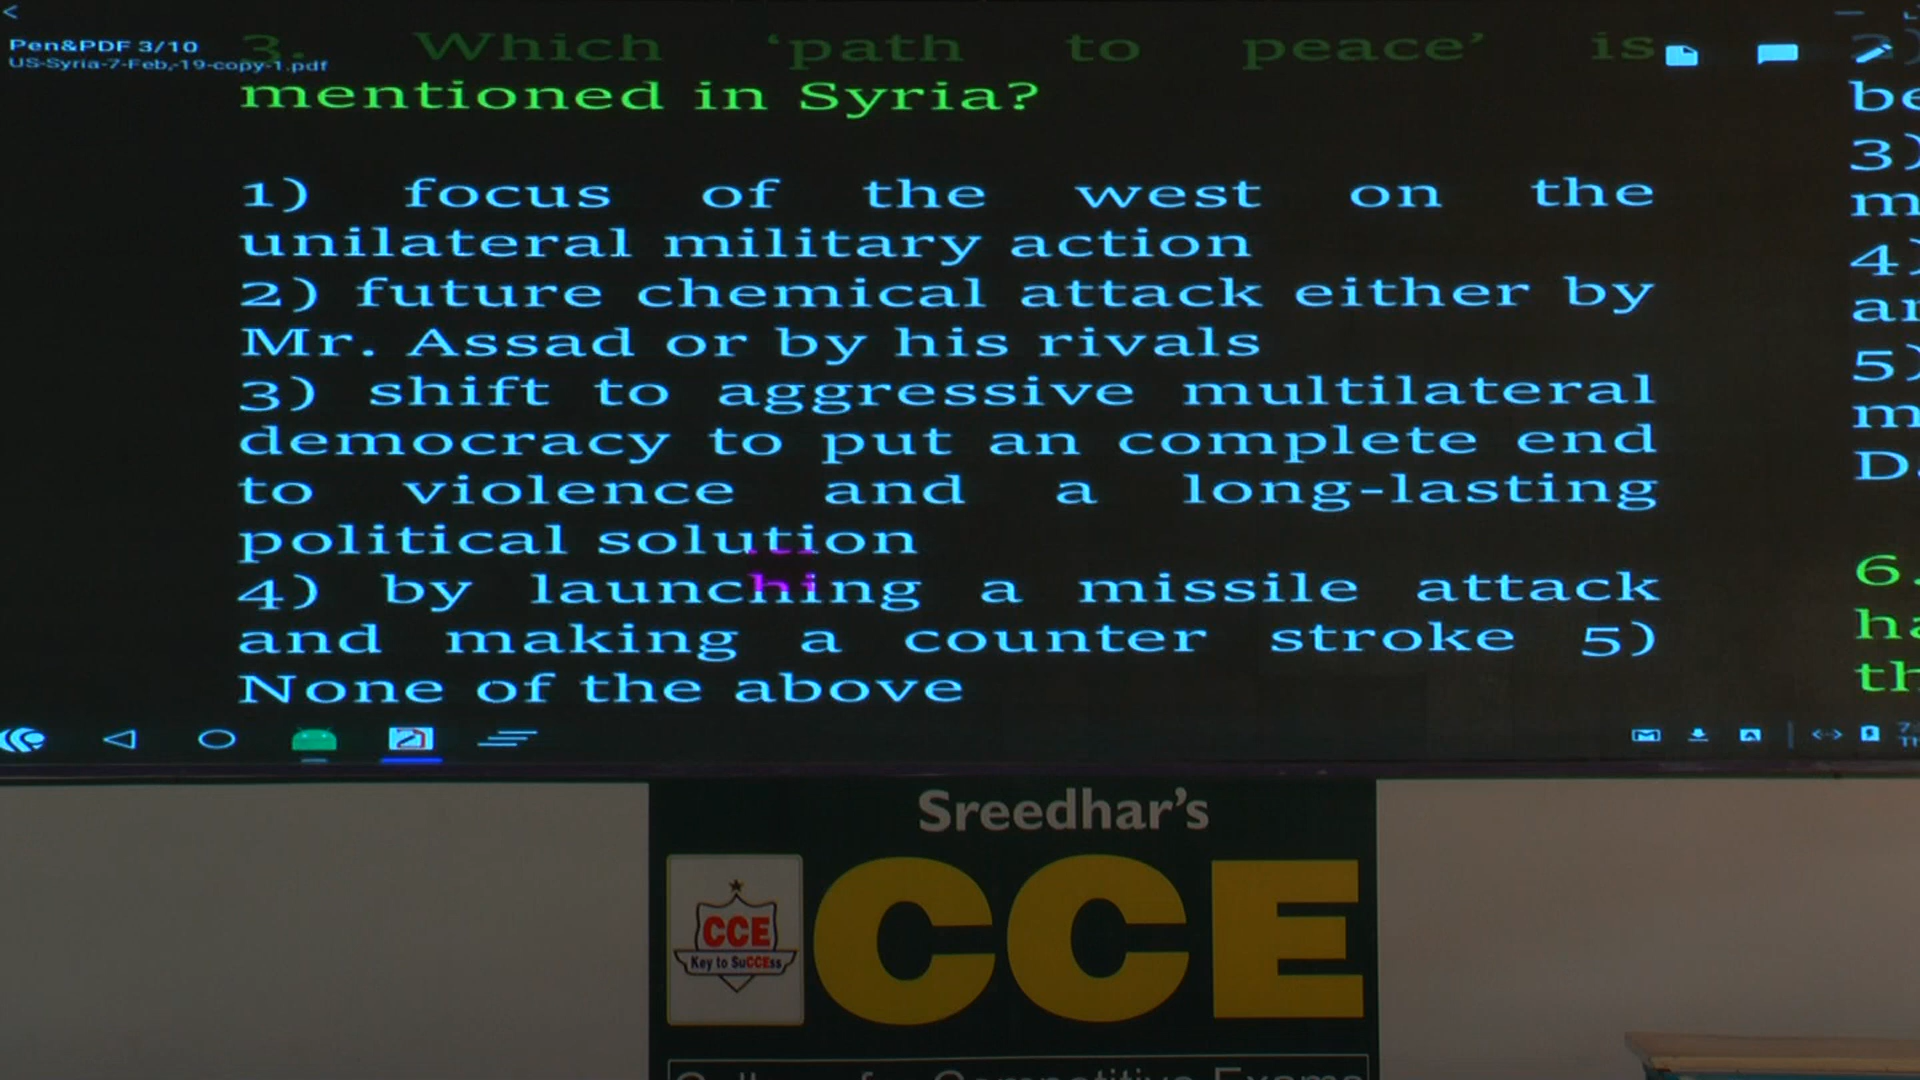 Pen&PDF 3/10
US-Syria-7-Feb,-19-copy-1.pdf
3. Which ‘path to peace’ is
mentioned in Syria?
1) focus of the west on the
unilateral military action
2) future chemical attack either by
Mr. Assad or by his rivals
3) shift to aggressive multilateral
democracy to put an complete end
to violence and a long-lasting
political solution
4) by launching a missile attack
and making a counter stroke 5)
None of the above
2)
3)
4)
5)
6.
Sreedhar’s
CCE
CCE
Key to SuCCEss